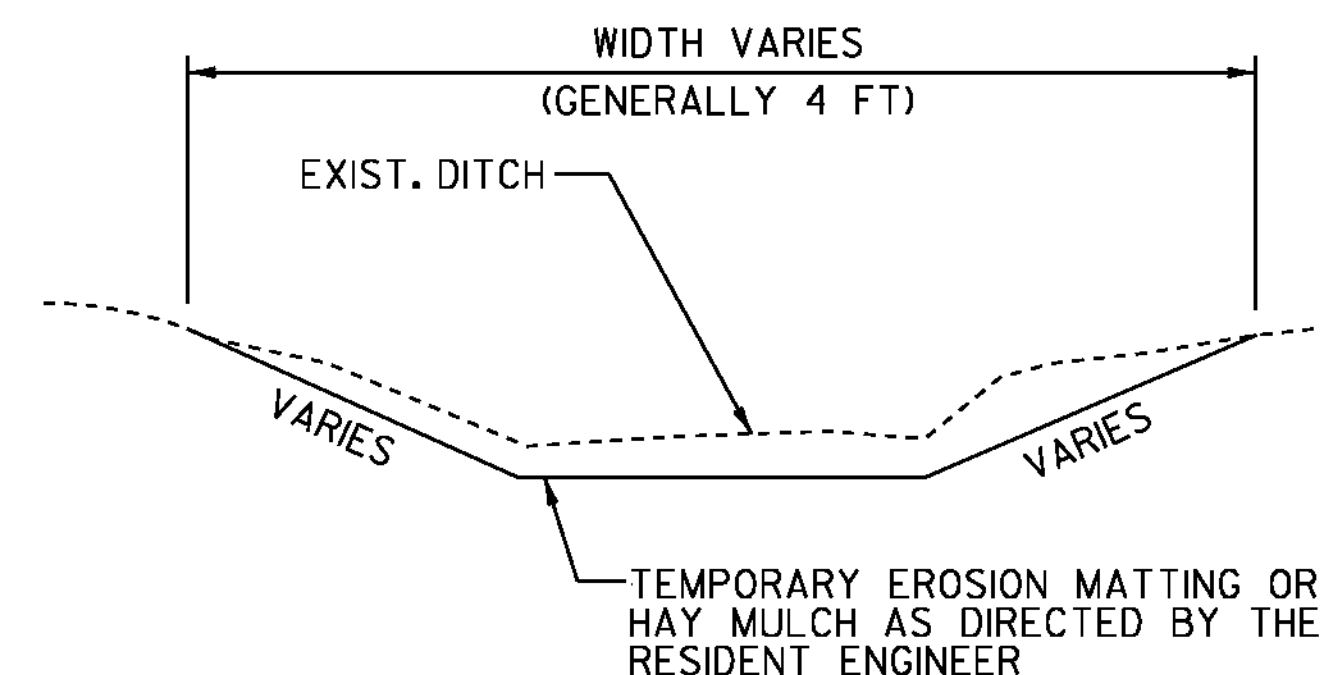 WIDTH VARIES
(GENERALLY 4 FT)
EXIST. DITCH
VARIES
VARIES
TEMPORARY EROSION MATTING OR
HAY MULCH AS DIRECTED BY THE
RESIDENT ENGINEER